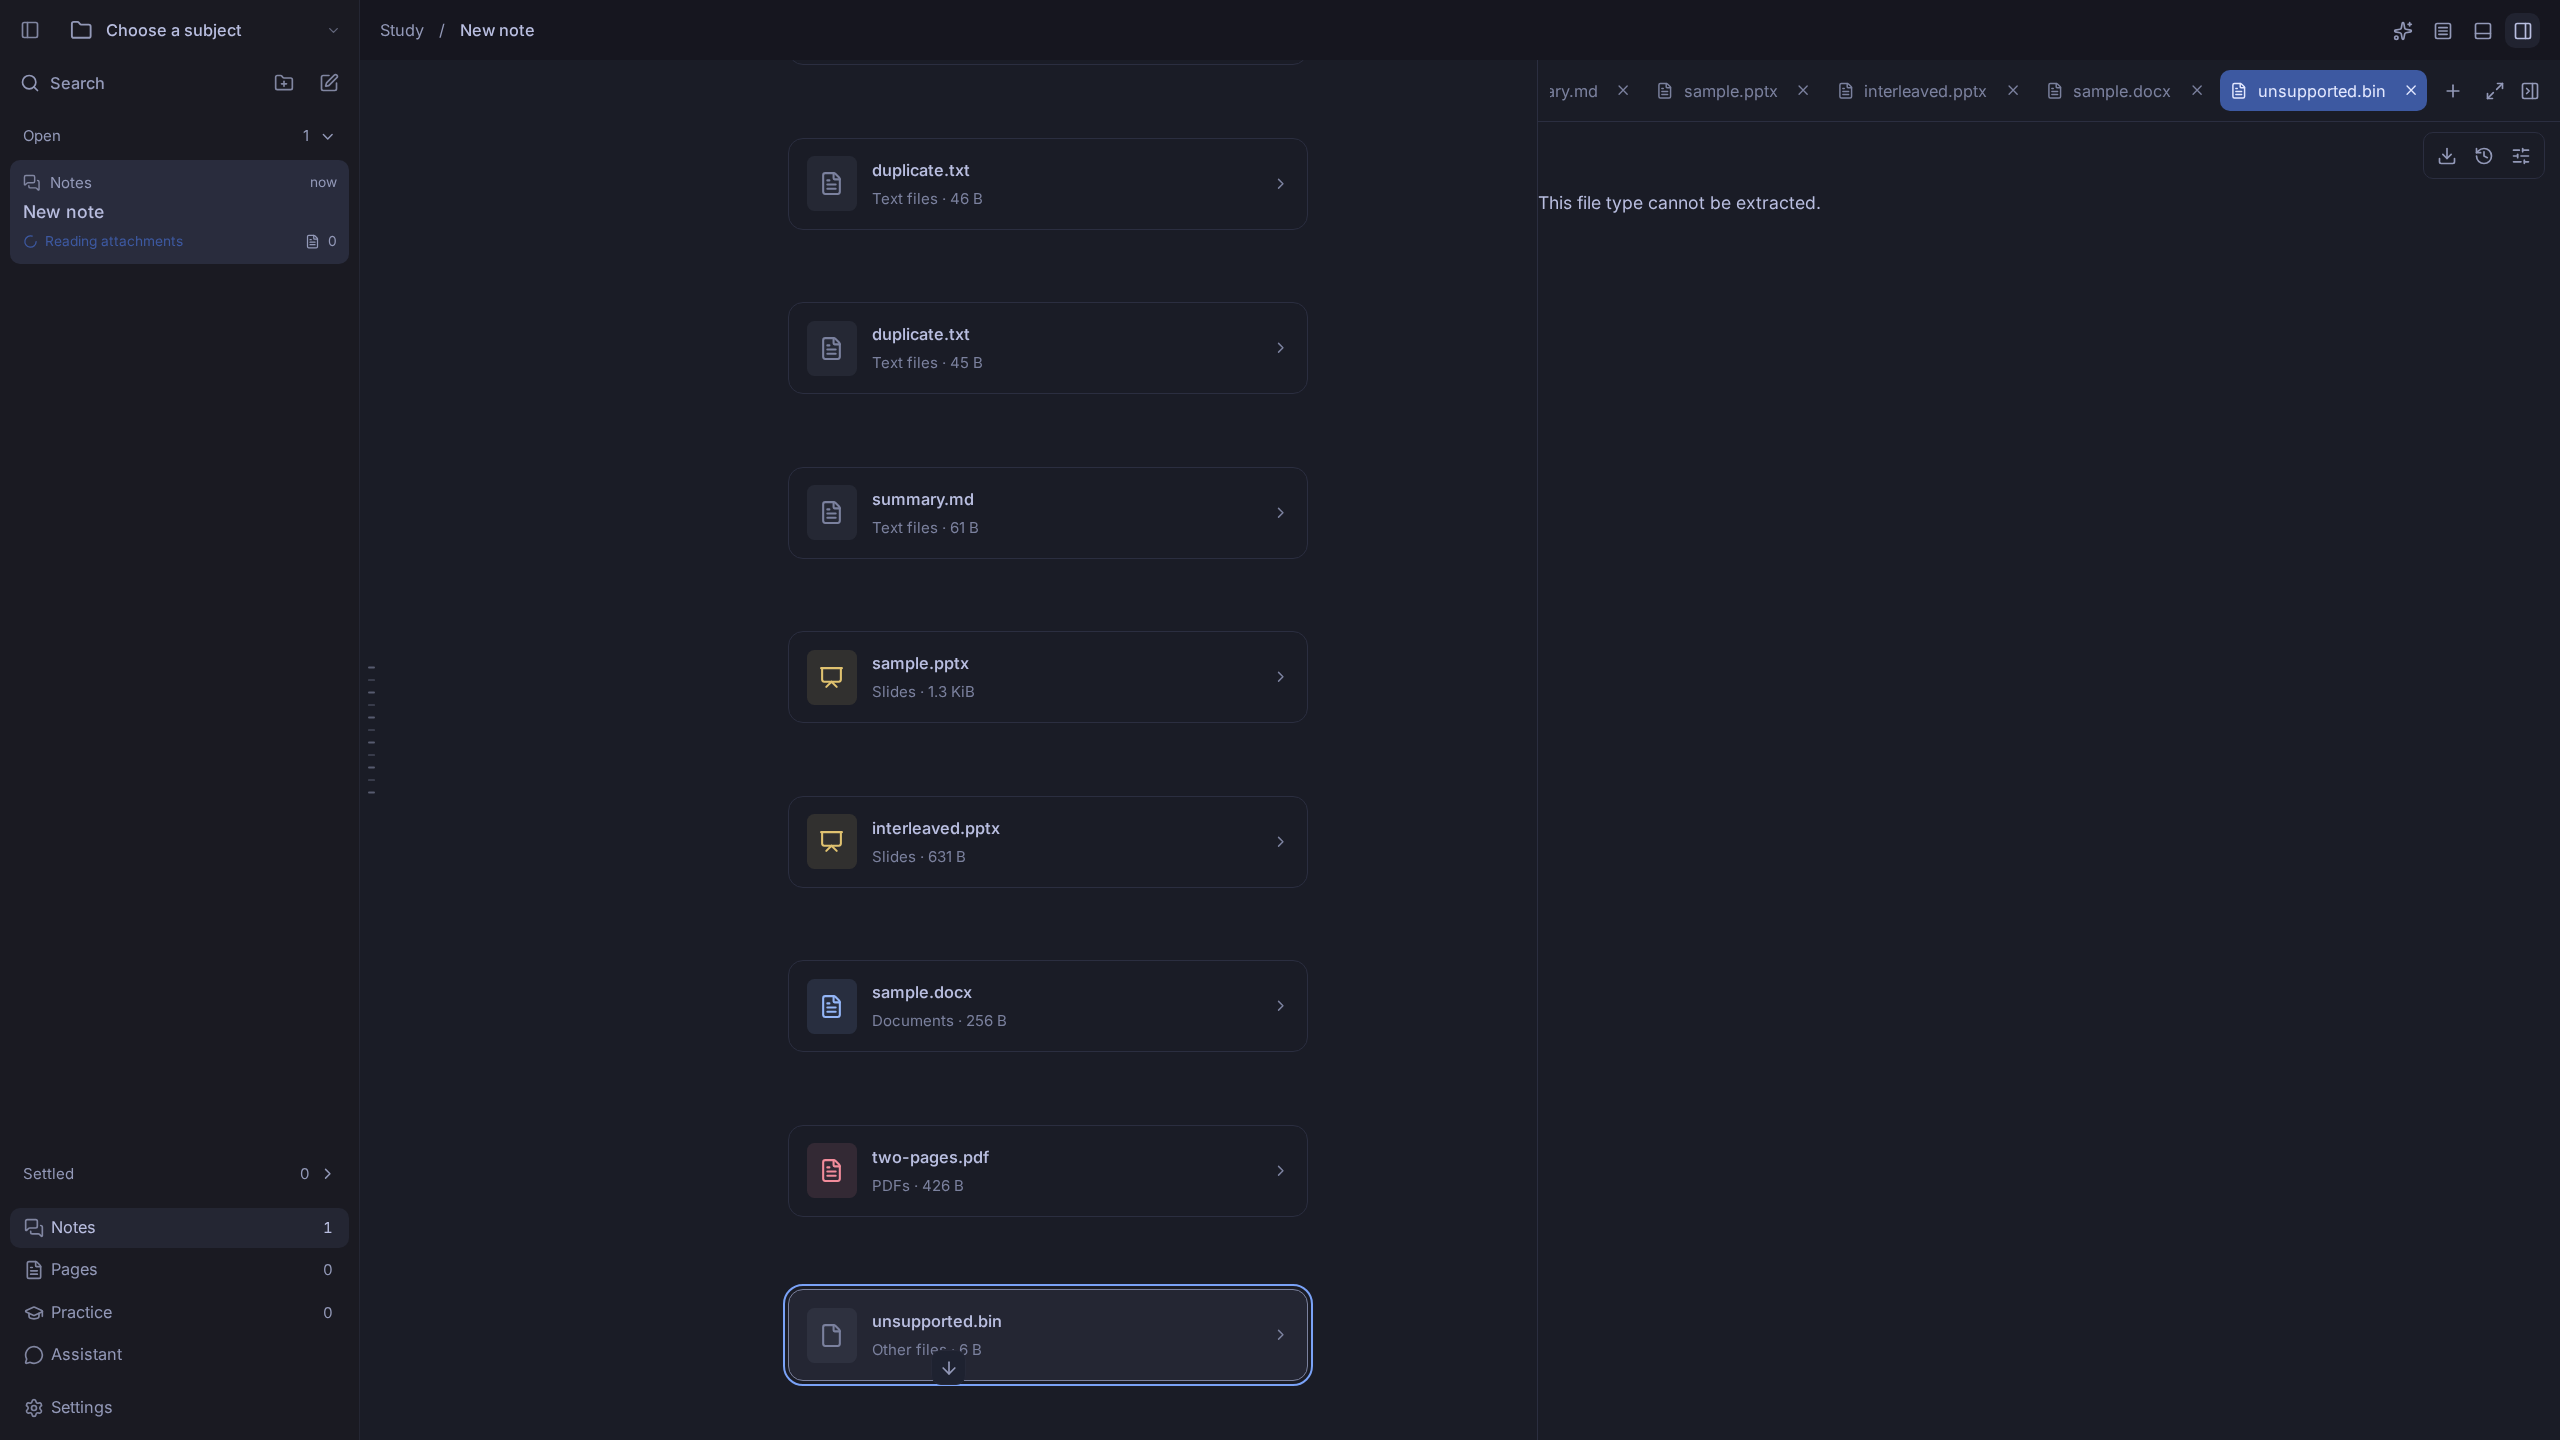 Choose a subject
Search
Open 1
Notes now
New note
Reading attachments 0
Settled 0
Notes 1
Pages 0
Practice 0
Assistant
Settings
Study / New note
duplicate.txt
Text files · 46 B
duplicate.txt
Text files · 45 B
summary.md
Text files · 61 B
sample.pptx
Slides · 1.3 KiB
interleaved.pptx
Slides · 631 B
sample.docx
Documents · 256 B
two-pages.pdf
PDFs · 426 B
unsupported.bin
Other files · 6 B
ary.md sample.pptx interleaved.pptx sample.docx unsupported.bin
This file type cannot be extracted.